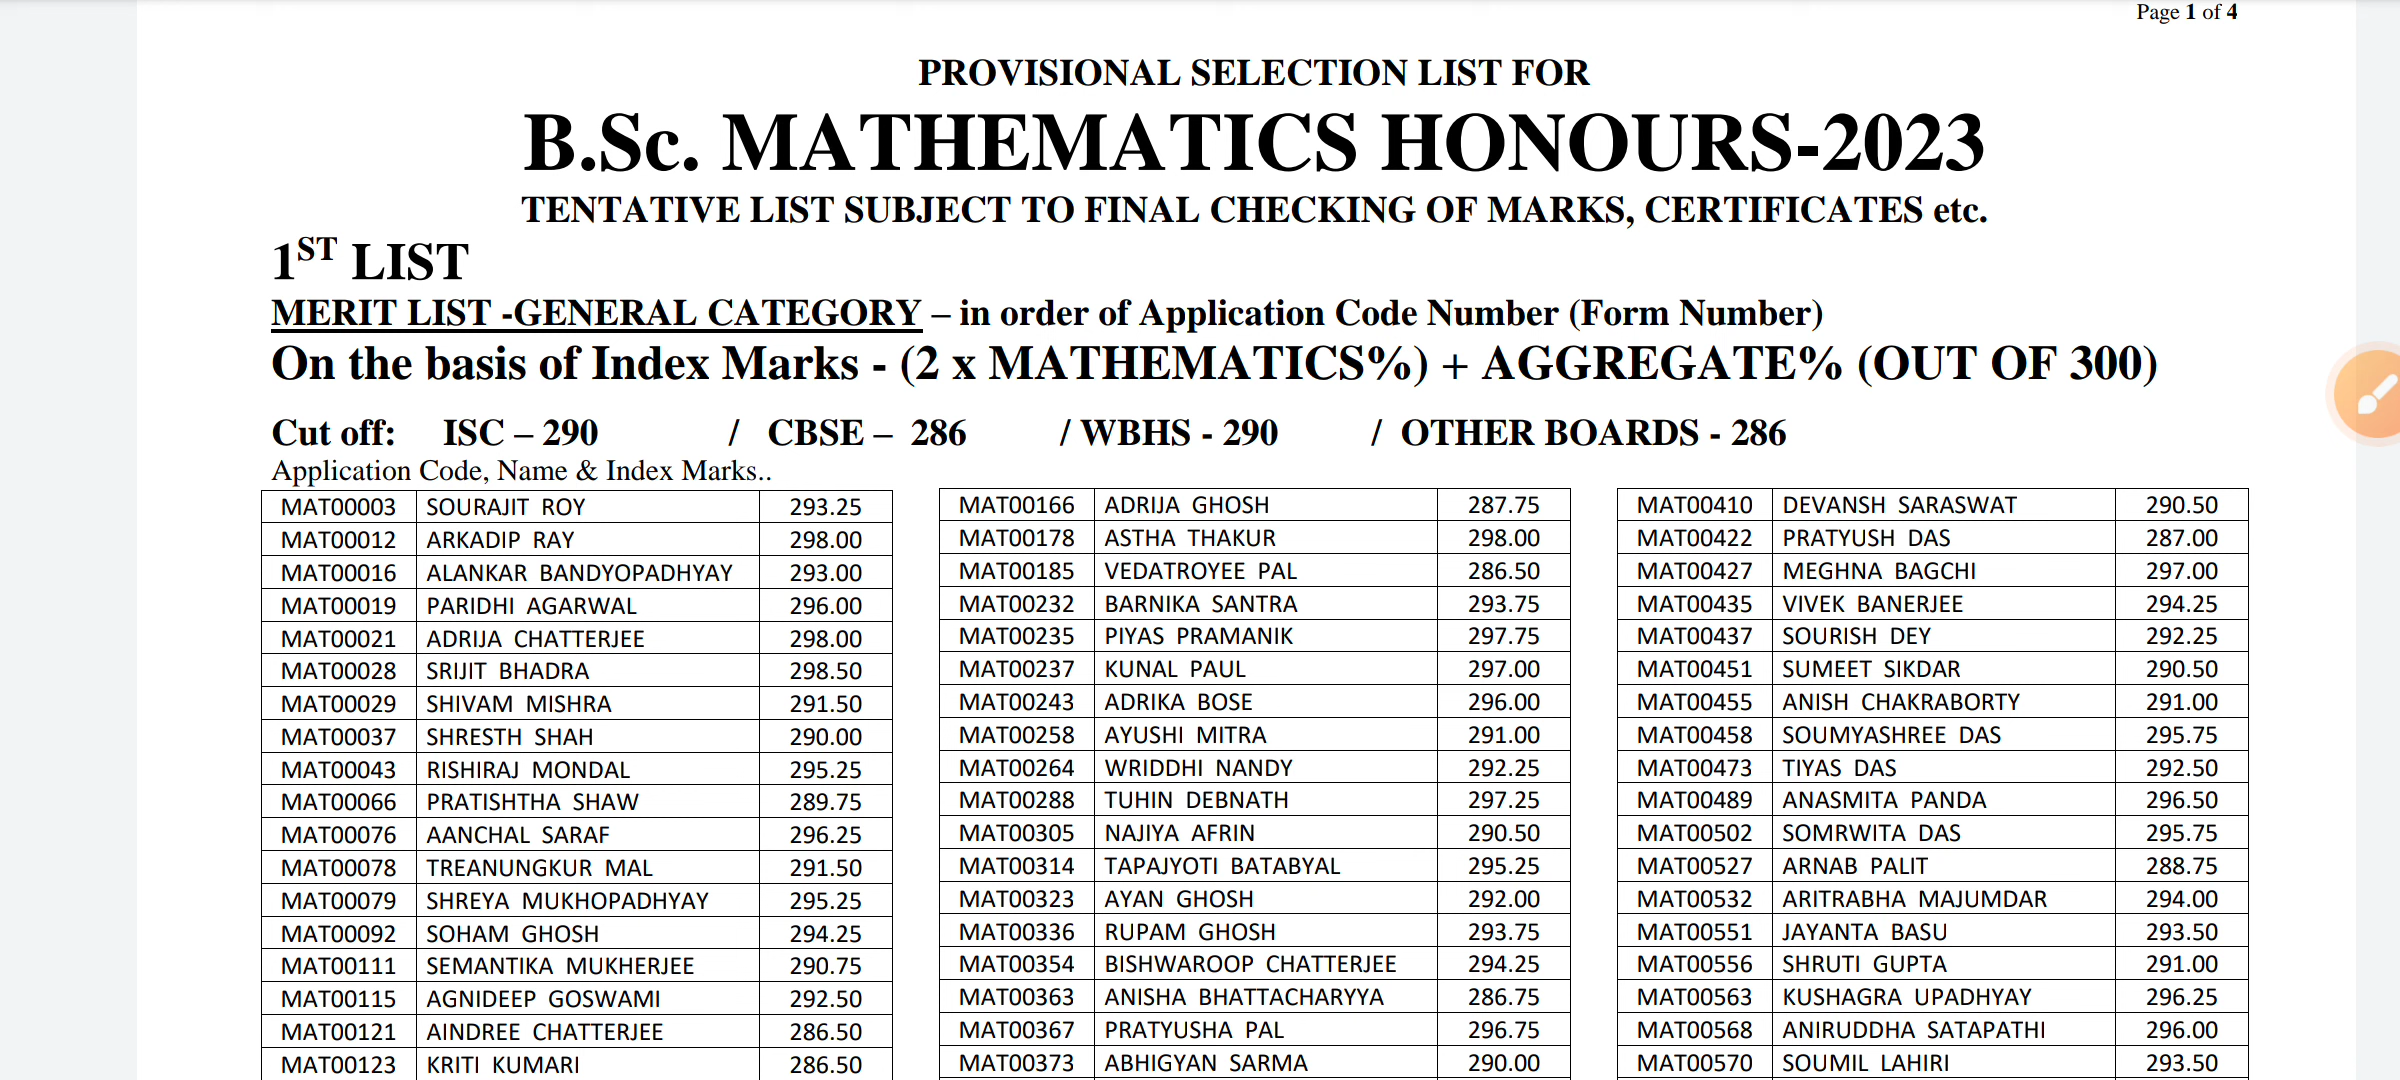 Page 1 of 4
PROVISIONAL SELECTION LIST FOR
B.Sc. MATHEMATICS HONOURS-2023
TENTATIVE LIST SUBJECT TO FINAL CHECKING OF MARKS, CERTIFICATES etc.
1ST LIST
MERIT LIST -GENERAL CATEGORY – in order of Application Code Number (Form Number)
On the basis of Index Marks - (2 x MATHEMATICS%) + AGGREGATE% (OUT OF 300)
Cut off: ISC – 290 / CBSE – 286 / WBHS - 290 / OTHER BOARDS - 286
Application Code, Name & Index Marks..
MAT00003 SOURAJIT ROY 293.25
MAT00012 ARKADIP RAY 298.00
MAT00016 ALANKAR BANDYOPADHYAY 293.00
MAT00019 PARIDHI AGARWAL 296.00
MAT00021 ADRIJA CHATTERJEE 298.00
MAT00028 SRIJIT BHADRA 298.50
MAT00029 SHIVAM MISHRA 291.50
MAT00037 SHRESTH SHAH 290.00
MAT00043 RISHIRAJ MONDAL 295.25
MAT00066 PRATISHTHA SHAW 289.75
MAT00076 AANCHAL SARAF 296.25
MAT00078 TREANUNGKUR MAL 291.50
MAT00079 SHREYA MUKHOPADHYAY 295.25
MAT00092 SOHAM GHOSH 294.25
MAT00111 SEMANTIKA MUKHERJEE 290.75
MAT00115 AGNIDEEP GOSWAMI 292.50
MAT00121 AINDREE CHATTERJEE 286.50
MAT00123 KRITI KUMARI 286.50
MAT00166 ADRIJA GHOSH 287.75
MAT00178 ASTHA THAKUR 298.00
MAT00185 VEDATROYEE PAL 286.50
MAT00232 BARNIKA SANTRA 293.75
MAT00235 PIYAS PRAMANIK 297.75
MAT00237 KUNAL PAUL 297.00
MAT00243 ADRIKA BOSE 296.00
MAT00258 AYUSHI MITRA 291.00
MAT00264 WRIDDHI NANDY 292.25
MAT00288 TUHIN DEBNATH 297.25
MAT00305 NAJIYA AFRIN 290.50
MAT00314 TAPAJYOTI BATABYAL 295.25
MAT00323 AYAN GHOSH 292.00
MAT00336 RUPAM GHOSH 293.75
MAT00354 BISHWAROOP CHATTERJEE 294.25
MAT00363 ANISHA BHATTACHARYYA 286.75
MAT00367 PRATYUSHA PAL 296.75
MAT00373 ABHIGYAN SARMA 290.00
MAT00410 DEVANSH SARASWAT 290.50
MAT00422 PRATYUSH DAS 287.00
MAT00427 MEGHNA BAGCHI 297.00
MAT00435 VIVEK BANERJEE 294.25
MAT00437 SOURISH DEY 292.25
MAT00451 SUMEET SIKDAR 290.50
MAT00455 ANISH CHAKRABORTY 291.00
MAT00458 SOUMYASHREE DAS 295.75
MAT00473 TIYAS DAS 292.50
MAT00489 ANASMITA PANDA 296.50
MAT00502 SOMRWITA DAS 295.75
MAT00527 ARNAB PALIT 288.75
MAT00532 ARITRABHA MAJUMDAR 294.00
MAT00551 JAYANTA BASU 293.50
MAT00556 SHRUTI GUPTA 291.00
MAT00563 KUSHAGRA UPADHYAY 296.25
MAT00568 ANIRUDDHA SATAPATHI 296.00
MAT00570 SOUMIL LAHIRI 293.50